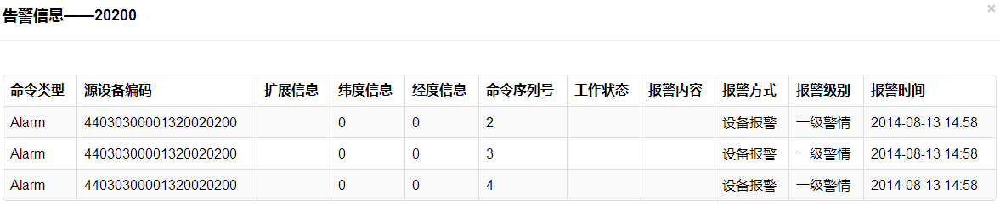 告警信息——20200
×
命令类型 源设备编码 扩展信息 纬度信息 经度信息 命令序列号 工作状态 报警内容 报警方式 报警级别 报警时间
Alarm 44030300001320020200 0 0 2 设备报警 一级警情 2014-08-13 14:58
Alarm 44030300001320020200 0 0 3 设备报警 一级警情 2014-08-13 14:58
Alarm 44030300001320020200 0 0 4 设备报警 一级警情 2014-08-13 14:58